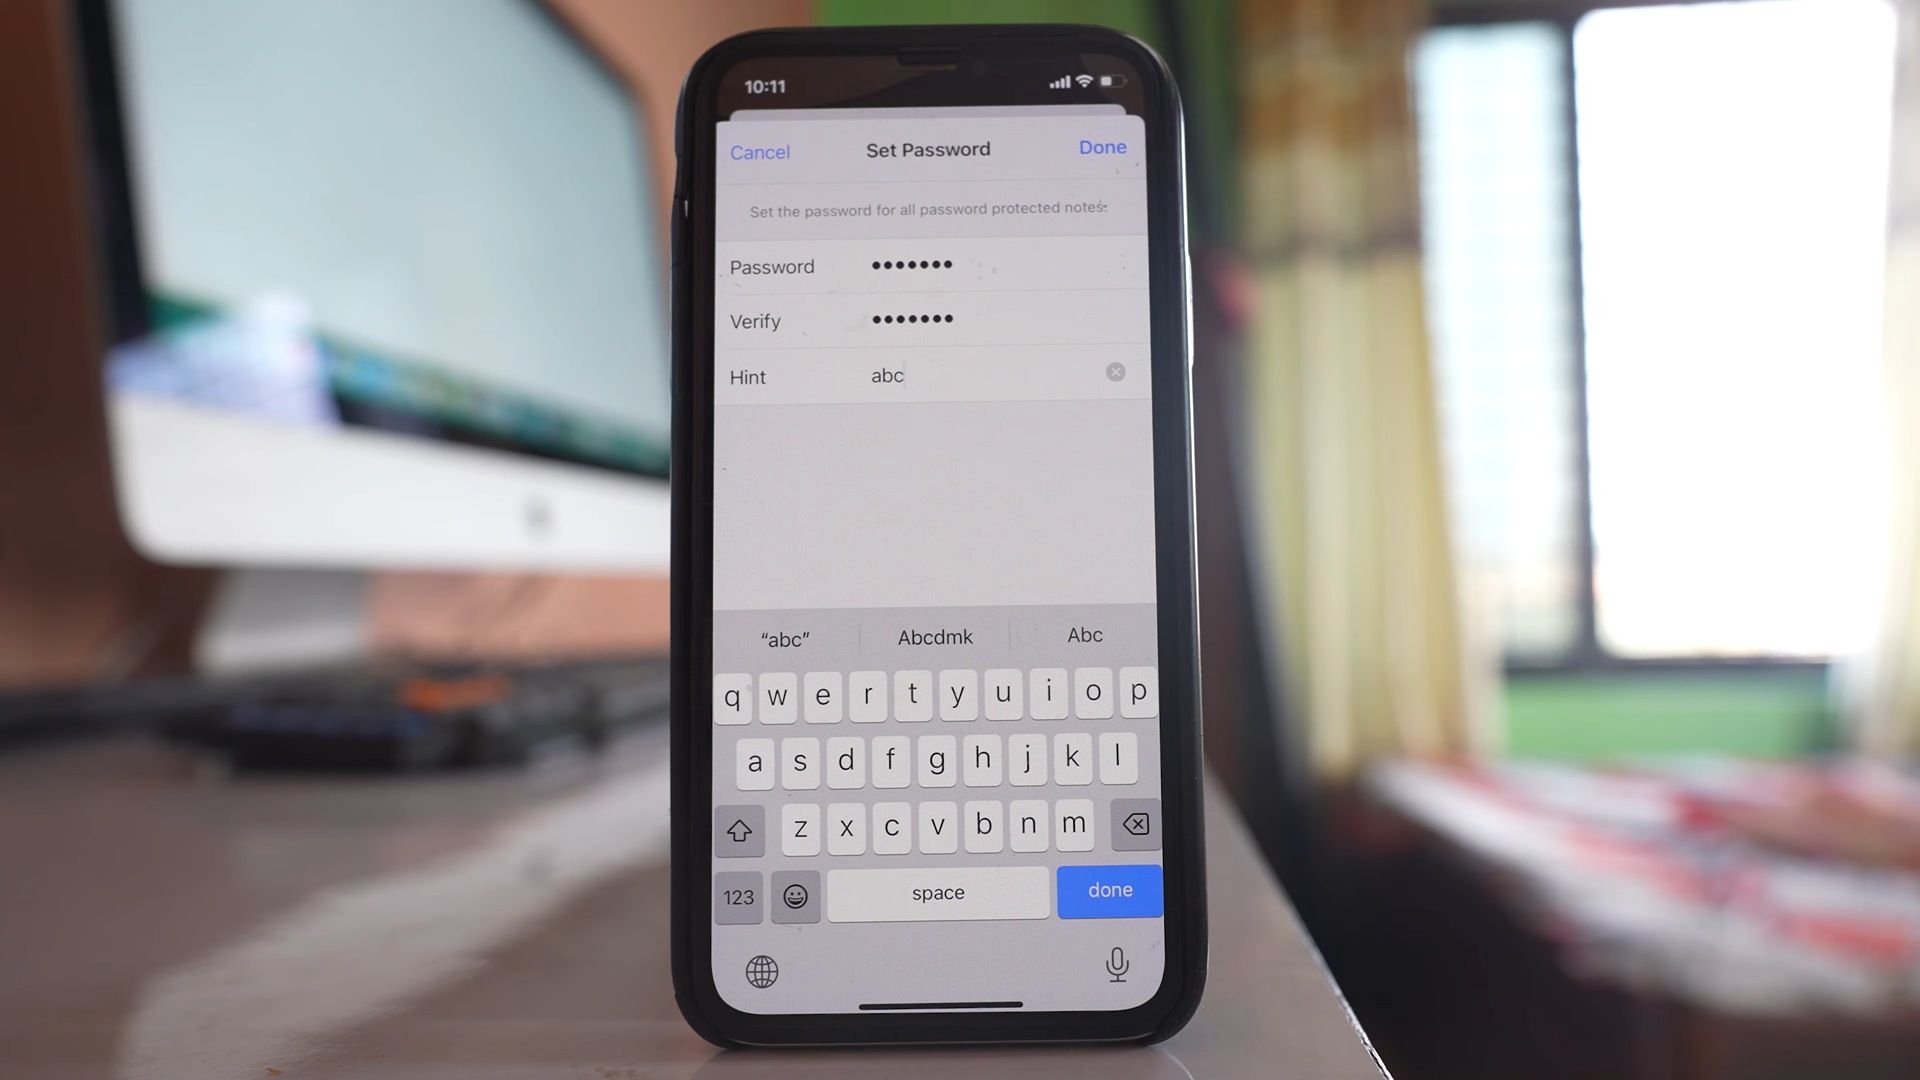 10:11
Cancel Set Password Done
Set the password for all password protected notes.
Password •••••••
Verify •••••••
Hint abc
“abc” Abcdmk Abc
q w e r t y u i o p
a s d f g h j k l
z x c v b n m
123 space done